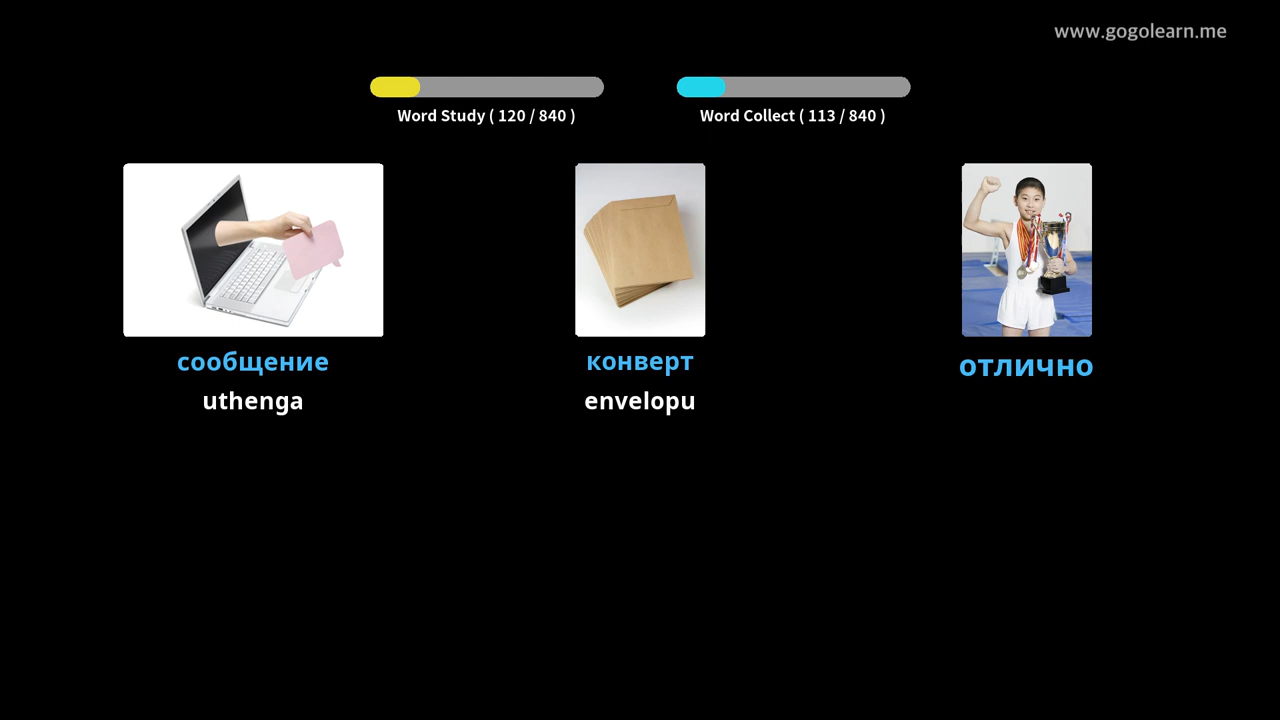 www.gogolearn.me
Word Study ( 120 / 840 )
Word Collect ( 113 / 840 )
сообщение
uthenga
конверт
envelopu
отлично